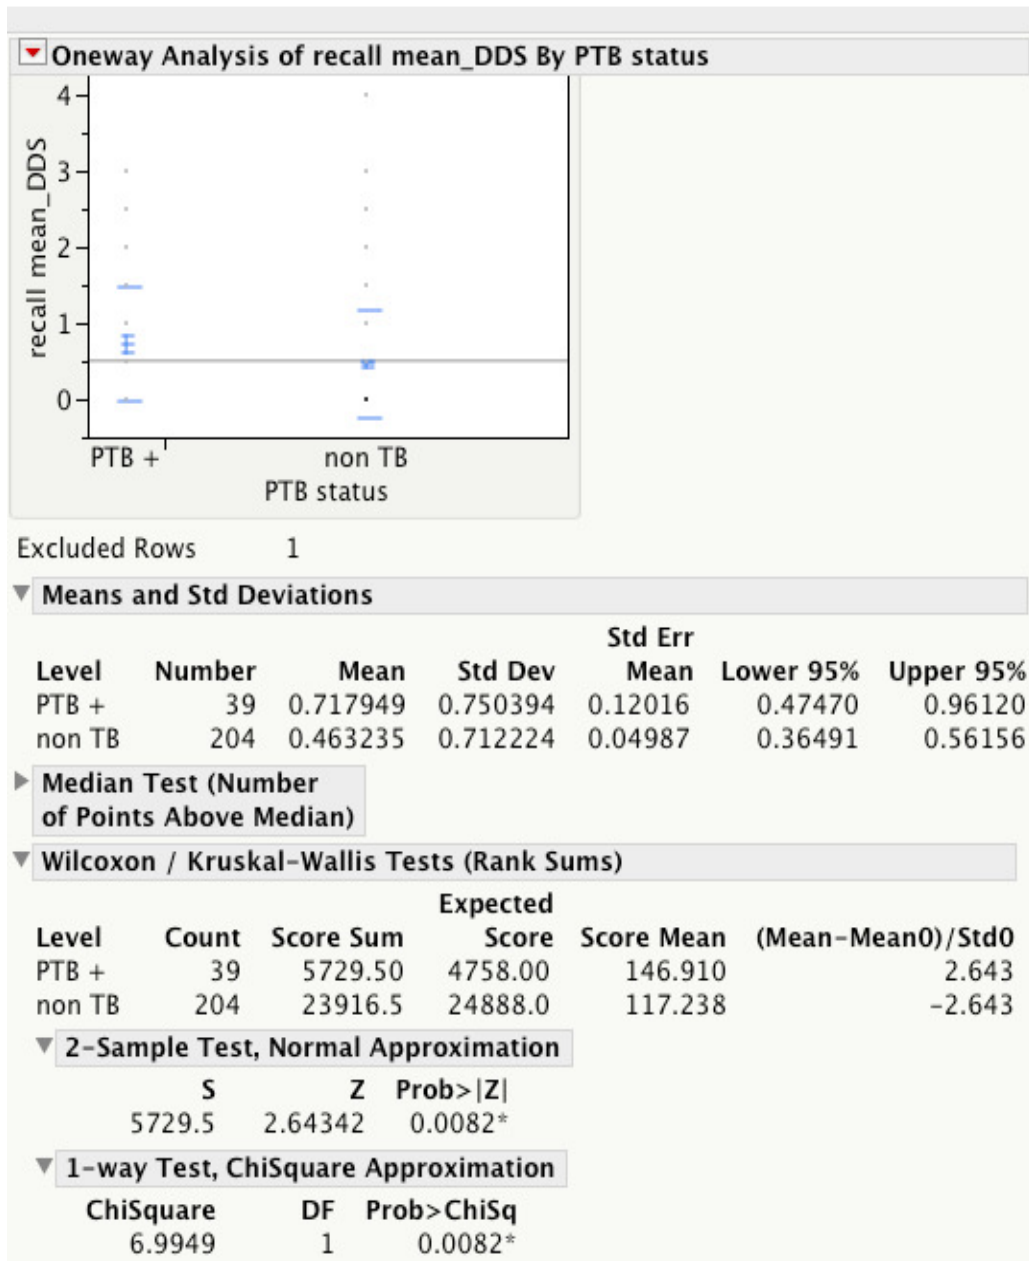 Oneway Analysis of recall mean_DDS By PTB status
4
3
2
1
0
recall mean_DDS
PTB + non TB
PTB status
Excluded Rows 1
Means and Std Deviations
Std Err
Level Number Mean Std Dev Mean Lower 95% Upper 95%
PTB + 39 0.717949 0.750394 0.12016 0.47470 0.96120
non TB 204 0.463235 0.712224 0.04987 0.36491 0.56156
Median Test (Number
of Points Above Median)
Wilcoxon / Kruskal-Wallis Tests (Rank Sums)
Expected
Level Count Score Sum Score Score Mean (Mean-Mean0)/Std0
PTB + 39 5729.50 4758.00 146.910 2.643
non TB 204 23916.5 24888.0 117.238 -2.643
2-Sample Test, Normal Approximation
S Z Prob>|Z|
5729.5 2.64342 0.0082*
1-way Test, ChiSquare Approximation
ChiSquare DF Prob>ChiSq
6.9949 1 0.0082*